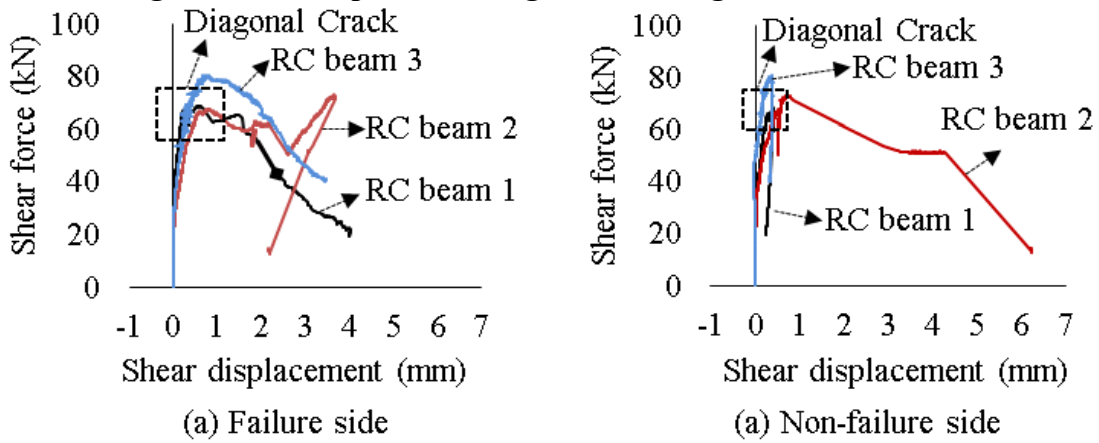 100
80
60
40
20
0
Shear force (kN)
Diagonal Crack
RC beam 3
RC beam 2
RC beam 1
-1 0 1 2 3 4 5 6 7
Shear displacement (mm)
(a) Failure side
100
80
60
40
20
0
Shear force (kN)
Diagonal Crack
RC beam 3
RC beam 2
RC beam 1
-1 0 1 2 3 4 5 6 7
Shear displacement (mm)
(a) Non-failure side